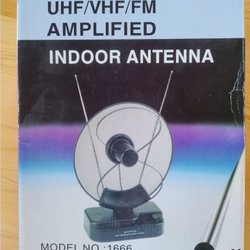 UHF/VHF/FM
AMPLIFIED
INDOOR ANTENNA
MODEL NO.:1666